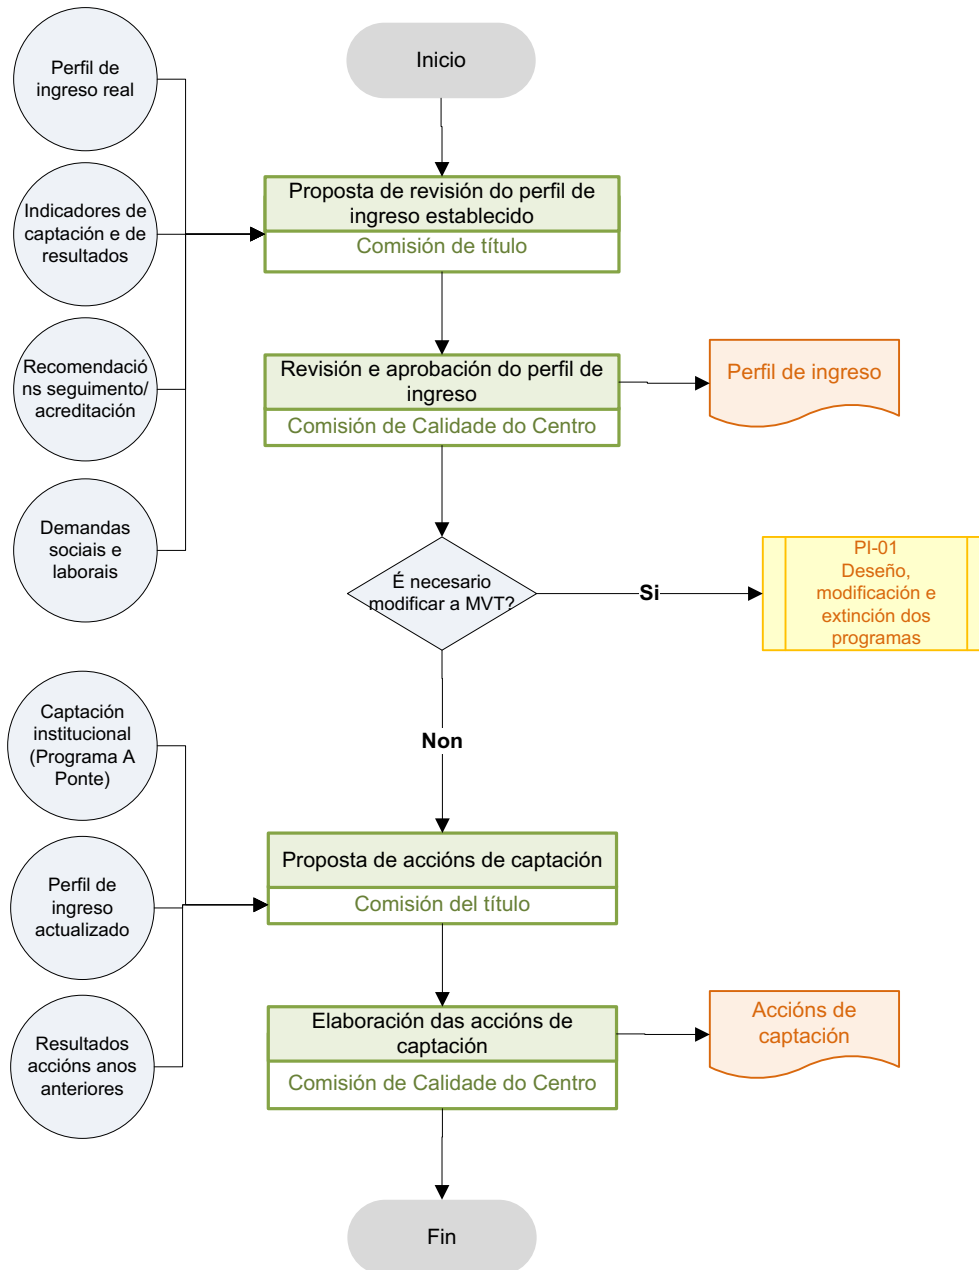 Inicio
Perfil de
ingreso real
Indicadores de
captación e de
resultados
Recomendació
ns seguimento/
acreditación
Demandas
sociais e
laborais
Proposta de revisión do perfil de
ingreso establecido
Comisión de título
Revisión e aprobación do perfil de
ingreso
Comisión de Calidade do Centro
Perfil de ingreso
É necesario
modificar a MVT?
Si
PI-01
Deseño,
modificación e
extinción dos
programas
Non
Captación
institucional
(Programa A
Ponte)
Perfil de
ingreso
actualizado
Resultados
accións anos
anteriores
Proposta de accións de captación
Comisión del título
Elaboración das accións de
captación
Comisión de Calidade do Centro
Accións de
captación
Fin